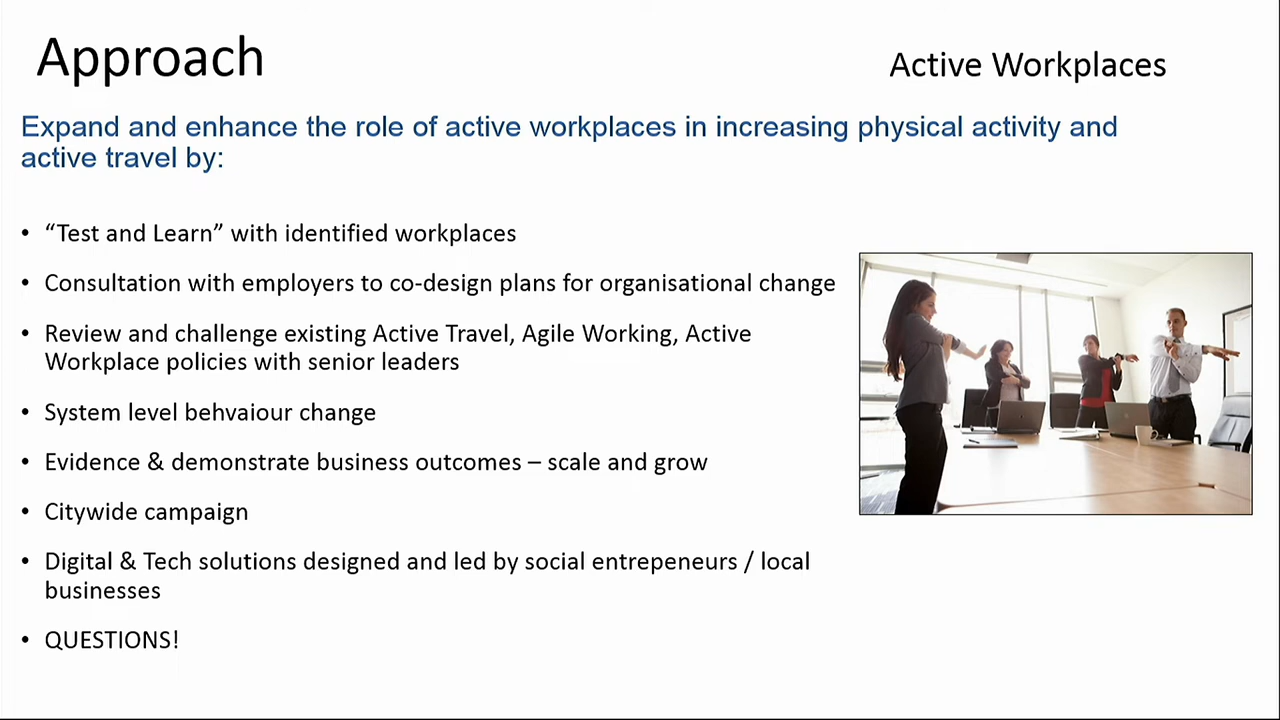 Approach
Active Workplaces
Expand and enhance the role of active workplaces in increasing physical activity and
active travel by:
• “Test and Learn” with identified workplaces
• Consultation with employers to co-design plans for organisational change
• Review and challenge existing Active Travel, Agile Working, Active
Workplace policies with senior leaders
• System level behvaiour change
• Evidence & demonstrate business outcomes – scale and grow
• Citywide campaign
• Digital & Tech solutions designed and led by social entrepeneurs / local
businesses
• QUESTIONS!